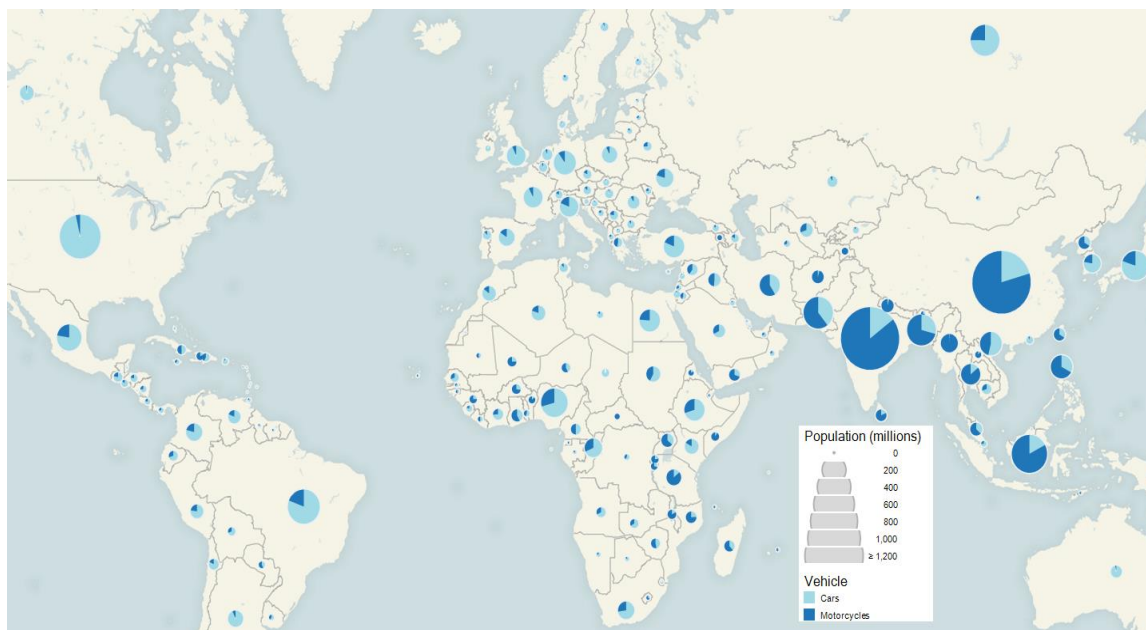 Population (millions)
0
200
400
600
800
1,000
≥ 1,200
Vehicle
Cars
Motorcycles